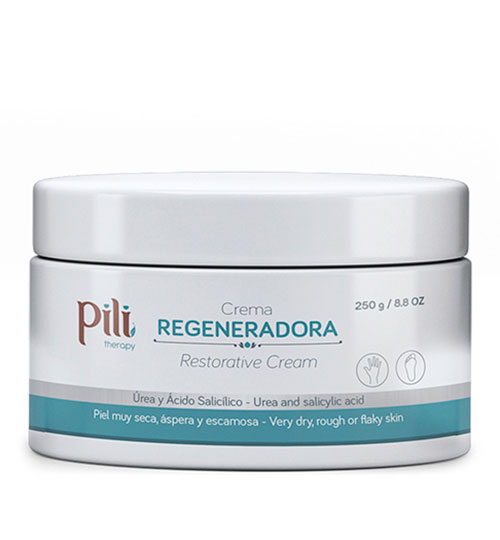 pili
therapy
Crema
REGENERADORA
Restorative Cream
250 g / 8.8 OZ
Úrea y Ácido Salicílico - Urea and salicylic acid
Piel muy seca, áspera y escamosa - Very dry, rough or flaky skin